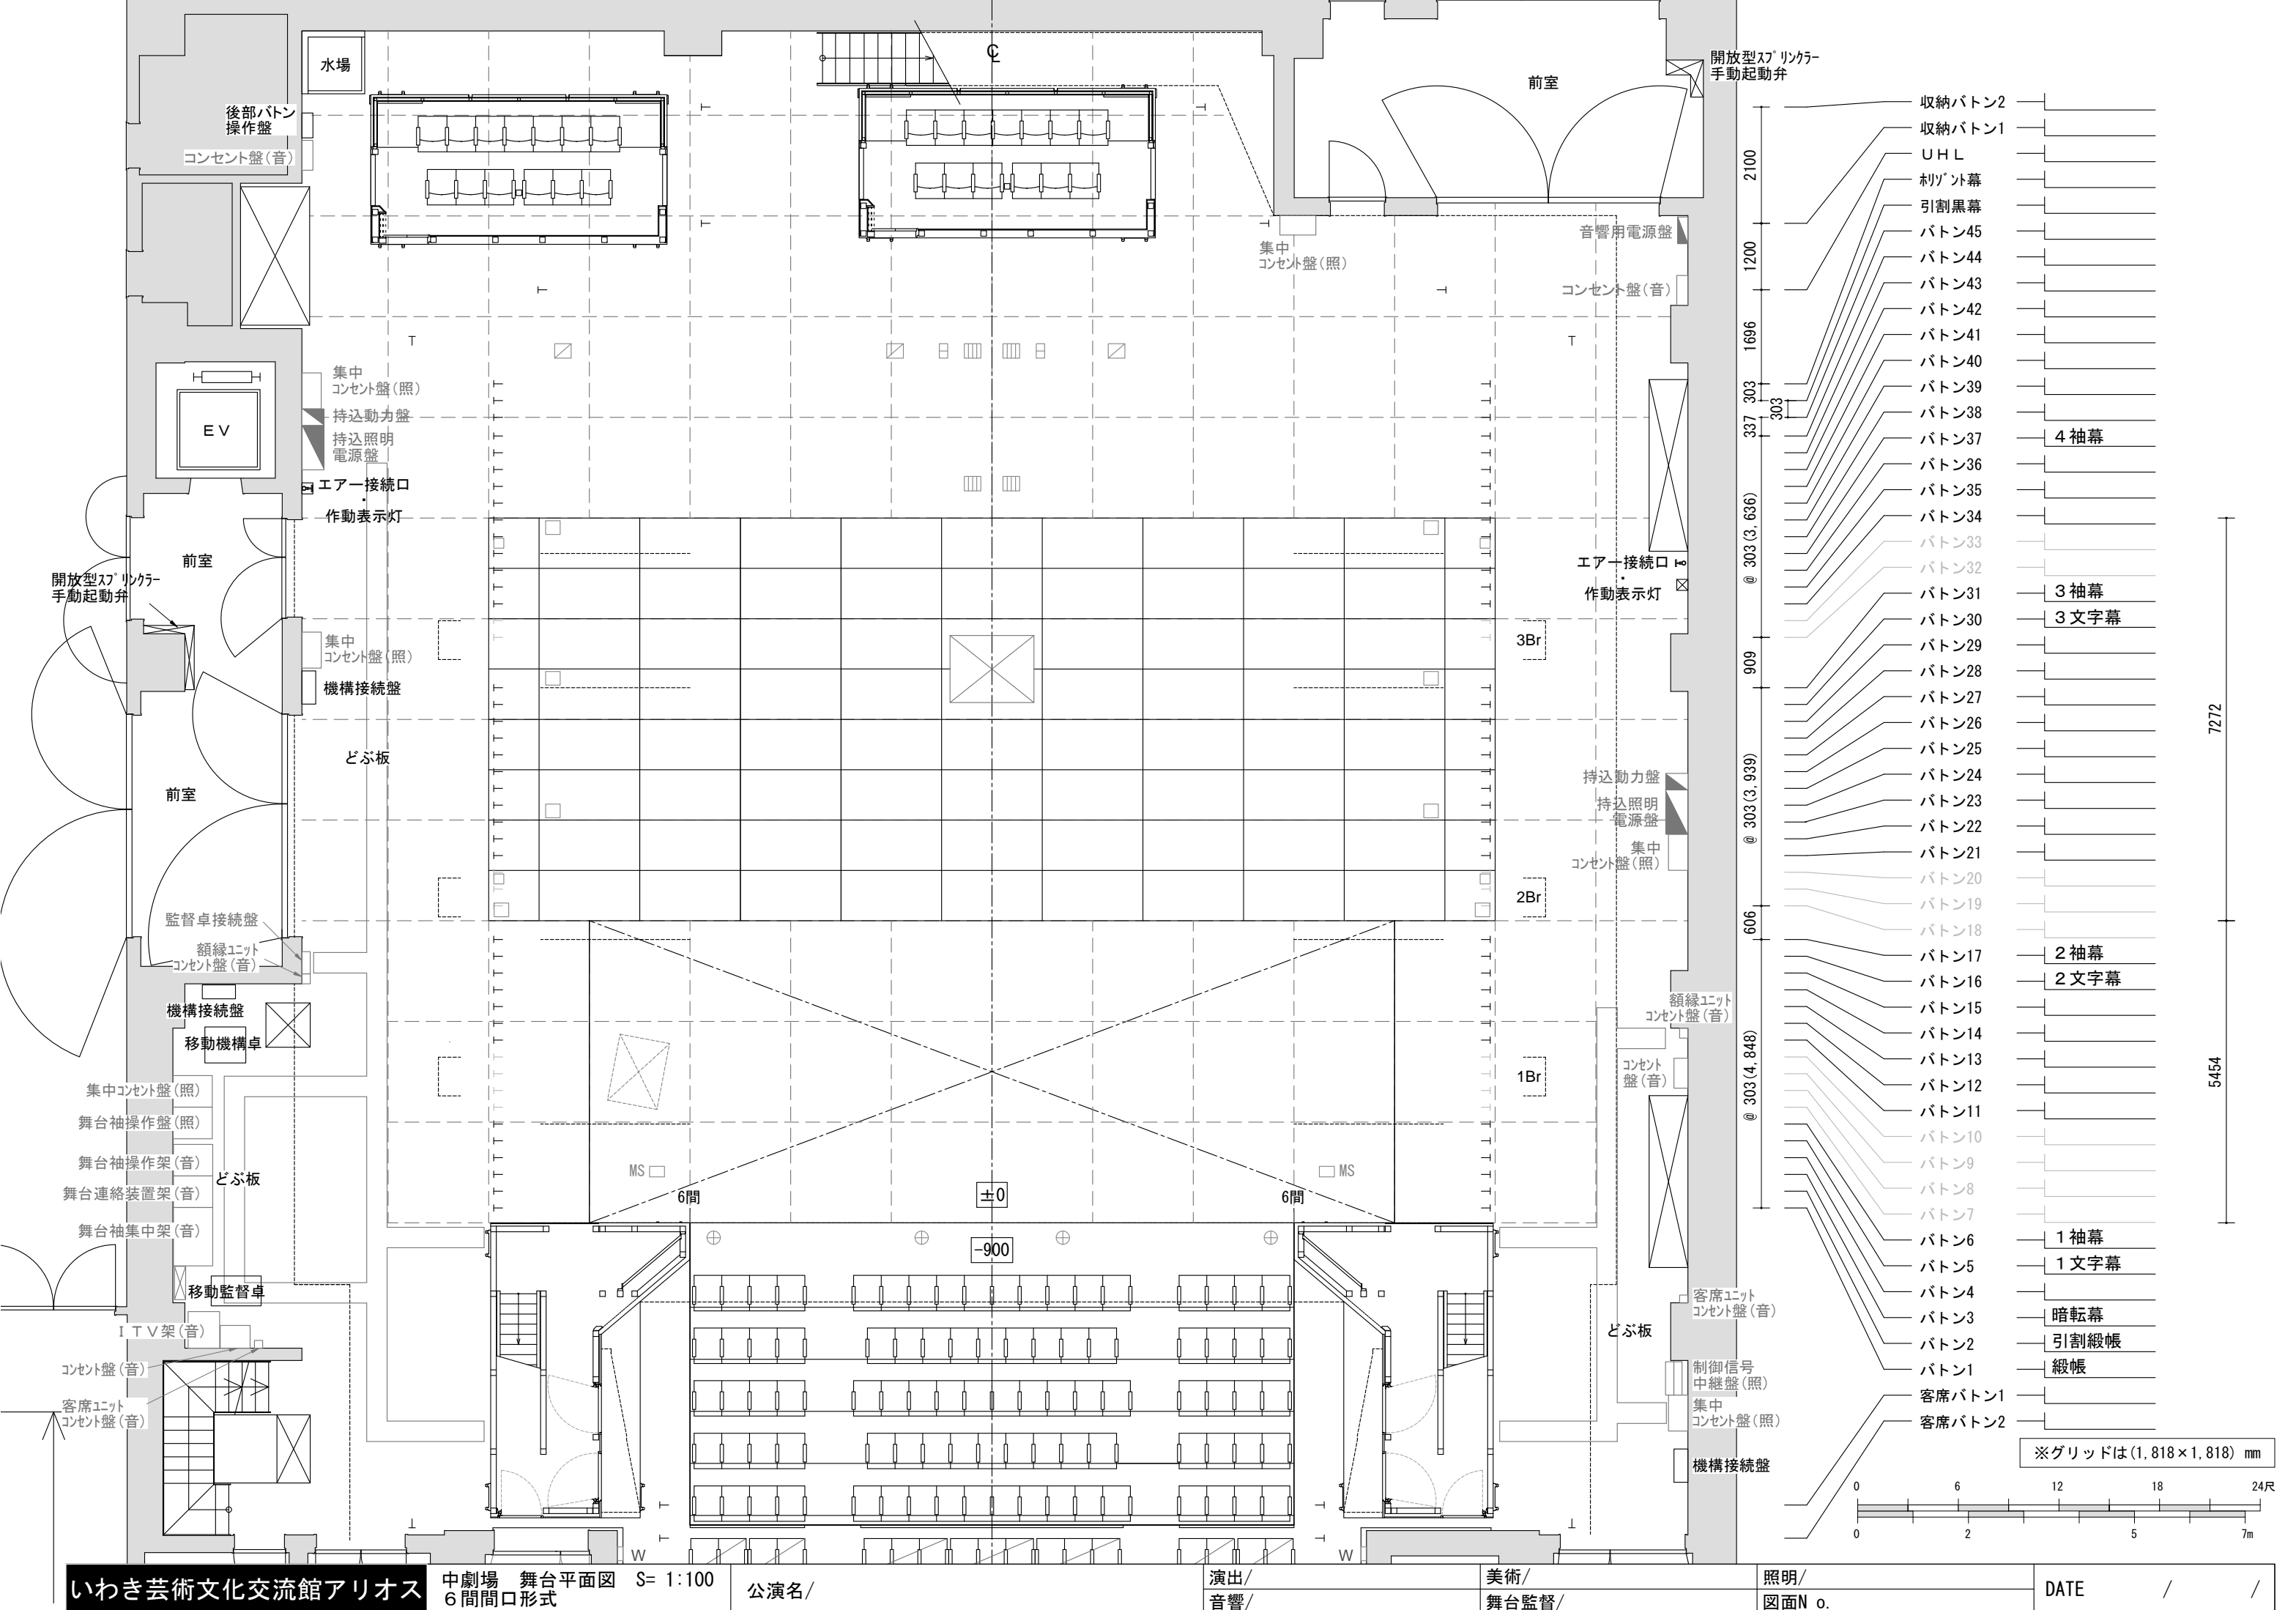 水場
後部バトン
操作盤
コンセント盤(音)
℄
前室
開放型スプリンクラー
手動起動弁
集中
コンセント盤(照)
音響用電源盤
コンセント盤(音)
集中
コンセント盤(照)
持込動力盤
持込照明
電源盤
EV
エアー接続口
・
作動表示灯
前室
開放型スプリンクラー
手動起動弁
集中
コンセント盤(照)
機構接続盤
どぶ板
前室
エアー接続口
・
作動表示灯
3Br
持込動力盤
持込照明
電源盤
集中
コンセント盤(照)
2Br
監督卓接続盤
額縁ユニット
コンセント盤(音)
機構接続盤
移動機構卓
額縁ユニット
コンセント盤(音)
コンセント
盤(音)
1Br
集中コンセント盤(照)
舞台袖操作盤(照)
舞台袖操作架(音)
舞台連絡装置架(音)
舞台袖集中架(音)
どぶ板
MS
MS
6間
±0
6間
-900
移動監督卓
ITV架(音)
コンセント盤(音)
客席ユニット
コンセント盤(音)
客席ユニット
コンセント盤(音)
どぶ板
制御信号
中継盤(照)
集中
コンセント盤(照)
機構接続盤
W
W
2100
1200
1696
303
303
337
@303(3,636)
909
@303(3,939)
606
@303(4,848)
7272
5454
収納バトン2
収納バトン1
UHL
ホリゾント幕
引割黒幕
バトン45
バトン44
バトン43
バトン42
バトン41
バトン40
バトン39
バトン38
バトン37 4袖幕
バトン36
バトン35
バトン34
バトン33
バトン32
バトン31 3袖幕
バトン30 3文字幕
バトン29
バトン28
バトン27
バトン26
バトン25
バトン24
バトン23
バトン22
バトン21
バトン20
バトン19
バトン18
バトン17 2袖幕
バトン16 2文字幕
バトン15
バトン14
バトン13
バトン12
バトン11
バトン10
バトン9
バトン8
バトン7
バトン6 1袖幕
バトン5 1文字幕
バトン4
バトン3 暗転幕
バトン2 引割緞帳
バトン1 緞帳
客席バトン1
客席バトン2
※グリッドは(1,818×1,818) mm
0 6 12 18 24尺
0 2 5 7m
いわき芸術文化交流館アリオス
中劇場 舞台平面図 S= 1:100
6間間口形式
公演名/
演出/
音響/
美術/
舞台監督/
照明/
図面No.
DATE / /